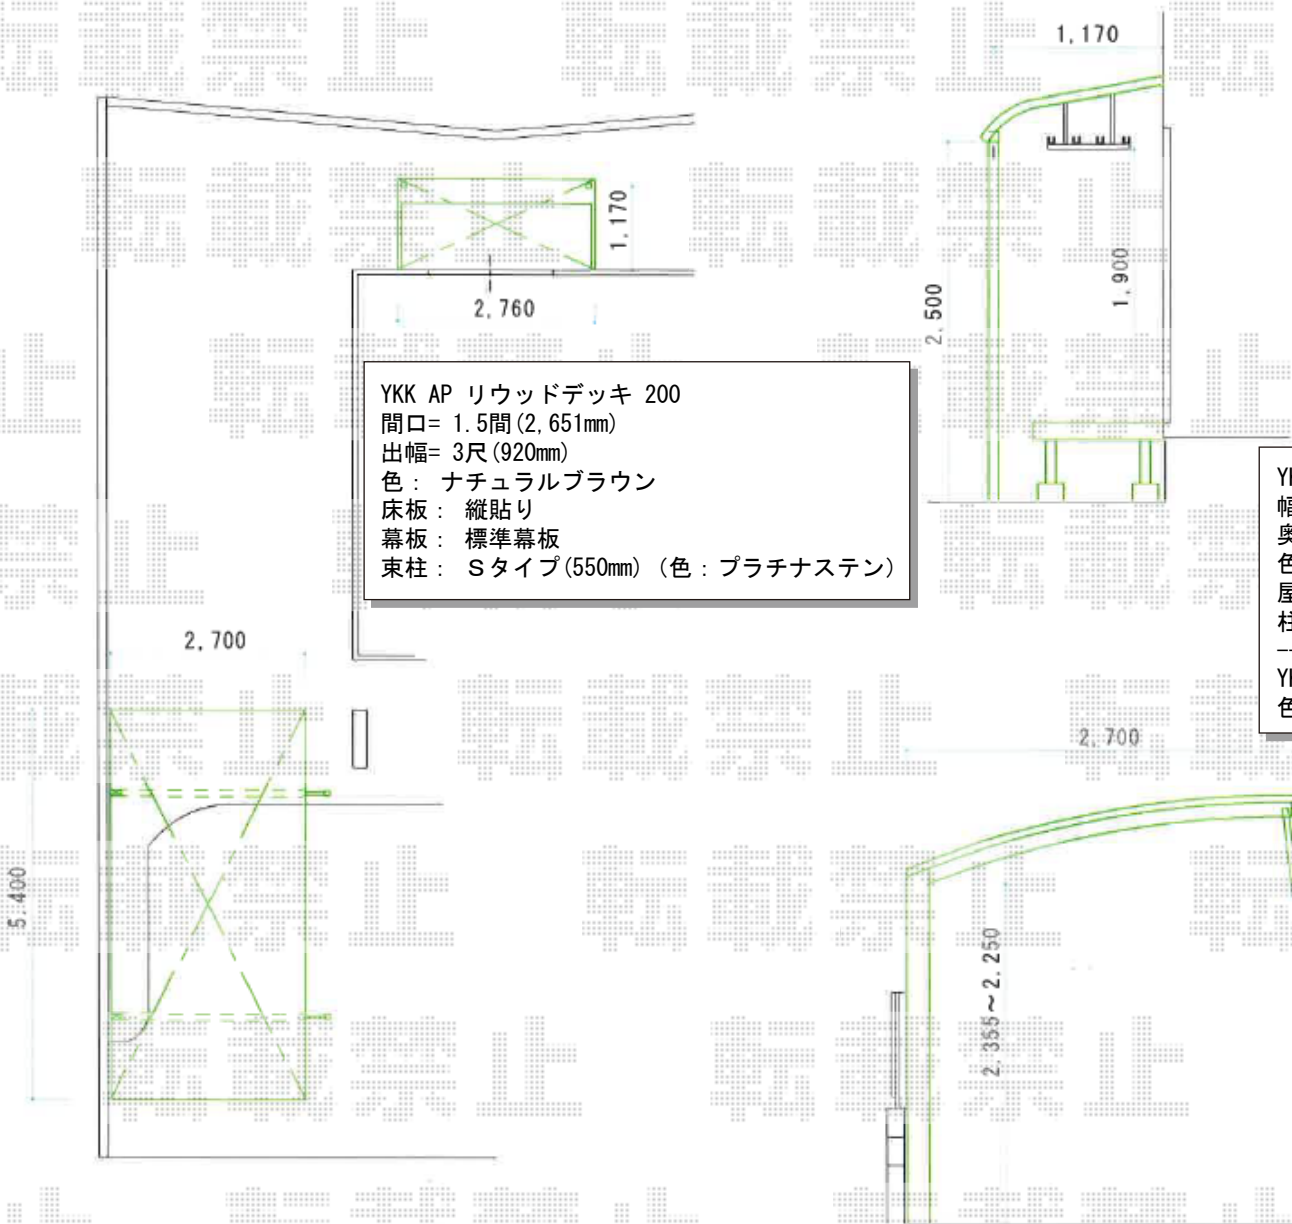 1,170
1,170
2,760
2,500
1,900
YKK AP リウッドデッキ 200
間口= 1.5間(2,651mm)
出幅= 3尺(920mm)
色： ナチュラルブラウン
床板： 縦貼り
幕板： 標準幕板
束柱： Ｓタイプ(550mm)（色：プラチナステン）
2,700
5.400
2,700
2,355～2.250
転載禁止